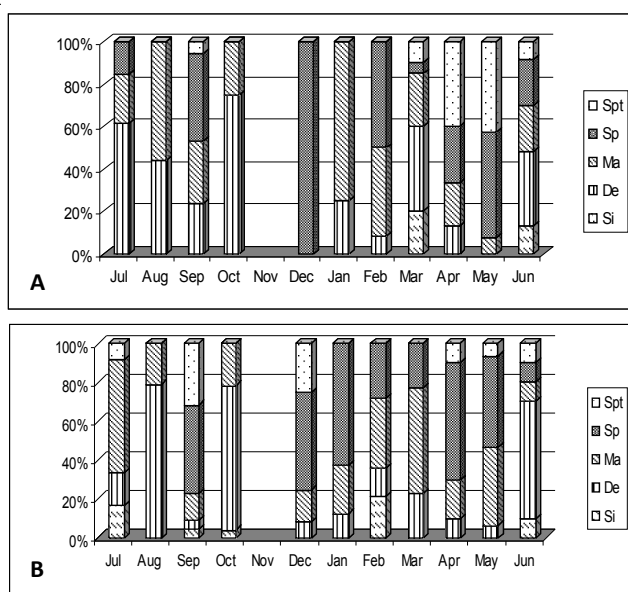 100%
80%
60%
40%
20%
0%
Jul Aug Sep Oct Nov Dec Jan Feb Mar Apr May Jun
Spt
Sp
Ma
De
Si
A
100%
80%
60%
40%
20%
0%
Jul Aug Sep Oct Nov Dec Jan Feb Mar Apr May Jun
Spt
Sp
Ma
De
Si
B